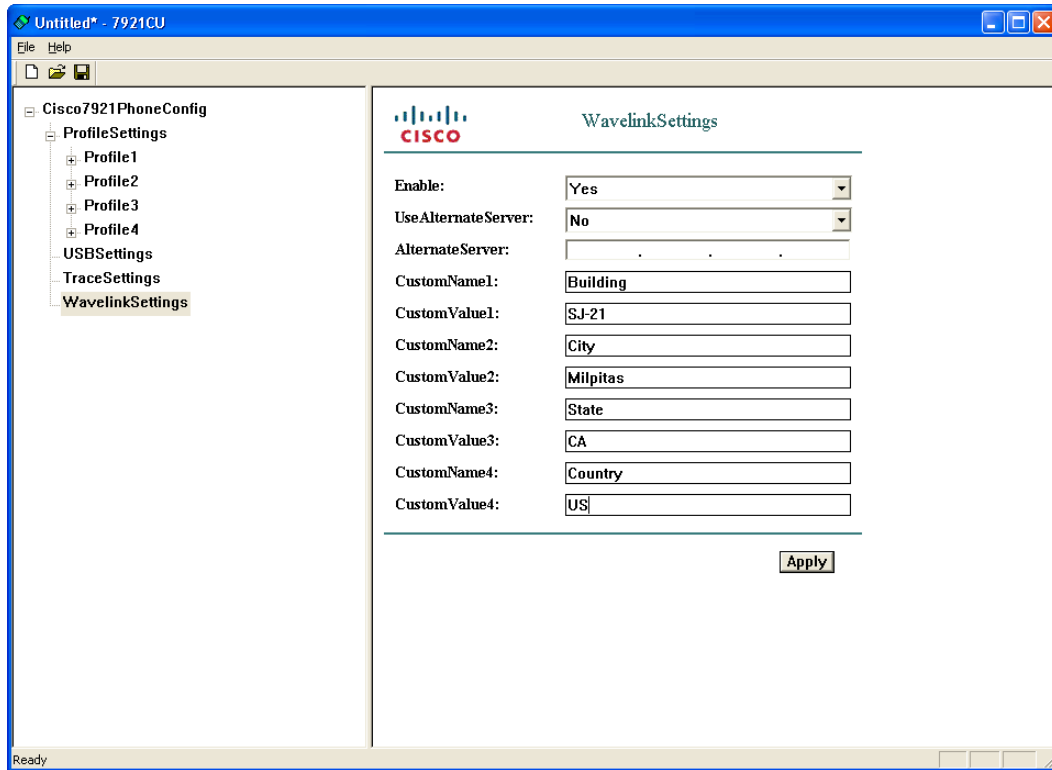 Untitled* - 7921CU
File Help
Cisco7921PhoneConfig
ProfileSettings
Profile1
Profile2
Profile3
Profile4
USBSettings
TraceSettings
WavelinkSettings
CISCO
WavelinkSettings
Enable: Yes
UseAlternateServer: No
AlternateServer: . . .
CustomName1: Building
CustomValue1: SJ-21
CustomName2: City
CustomValue2: Milpitas
CustomName3: State
CustomValue3: CA
CustomName4: Country
CustomValue4: US
Apply
Ready